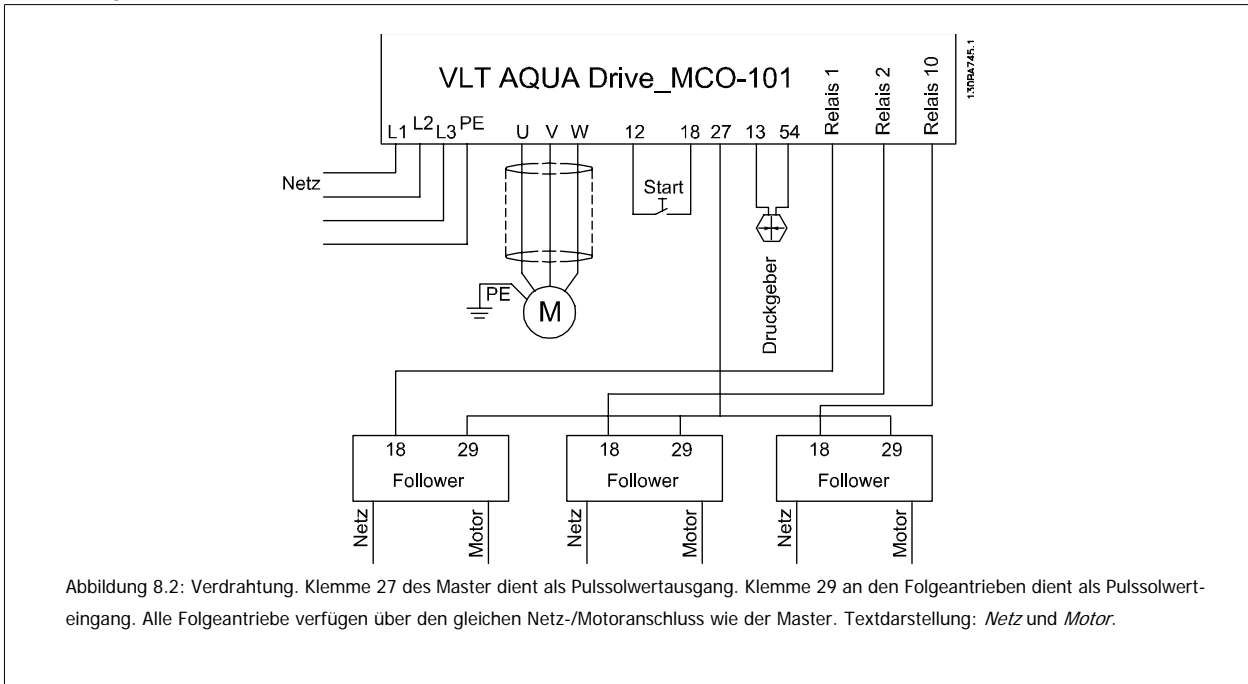 130BA745.1
VLT AQUA Drive_MCO-101
Relais 1
Relais 2
Relais 10
L1 L2 L3 PE U V W 12 18 27 13 54
Netz
Start
PE
M
Druckgeber
18 29 18 29 18 29
Follower Follower Follower
Netz Motor Netz Motor Netz Motor
Abbildung 8.2: Verdrahtung. Klemme 27 des Master dient als Pulssolwertausgang. Klemme 29 an den Folgeantrieben dient als Pulssolwert-
eingang. Alle Folgeantriebe verfügen über den gleichen Netz-/Motoranschluss wie der Master. Textdarstellung: Netz und Motor.